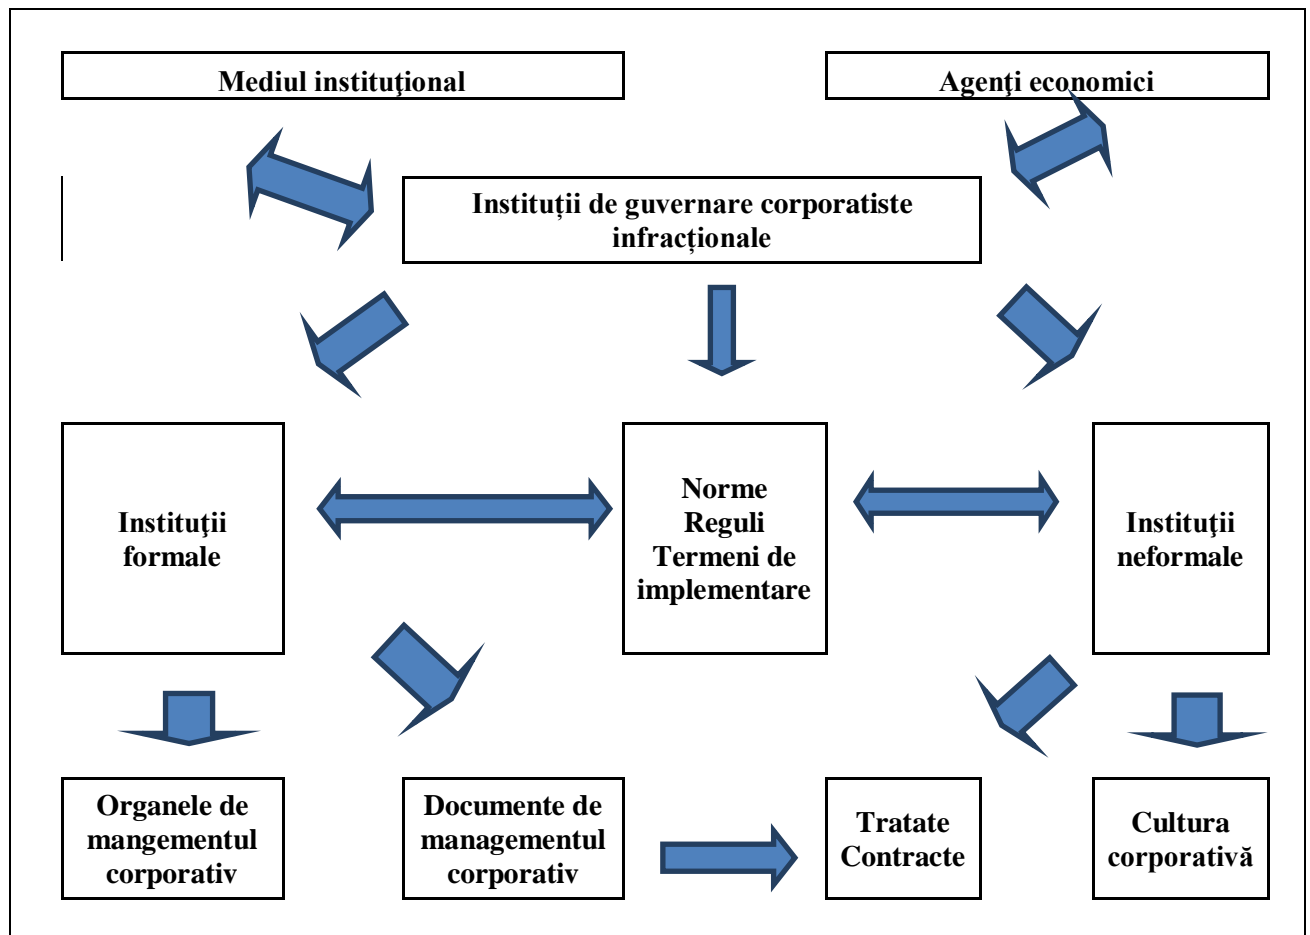 Mediul instituţional
Agenţi economici
Instituții de guvernare corporatiste
infracționale
Instituţii
formale
Norme
Reguli
Termeni de
implementare
Instituţii
neformale
Organele de
mangementul
corporativ
Documente de
managementul
corporativ
Tratate
Contracte
Cultura
corporativă